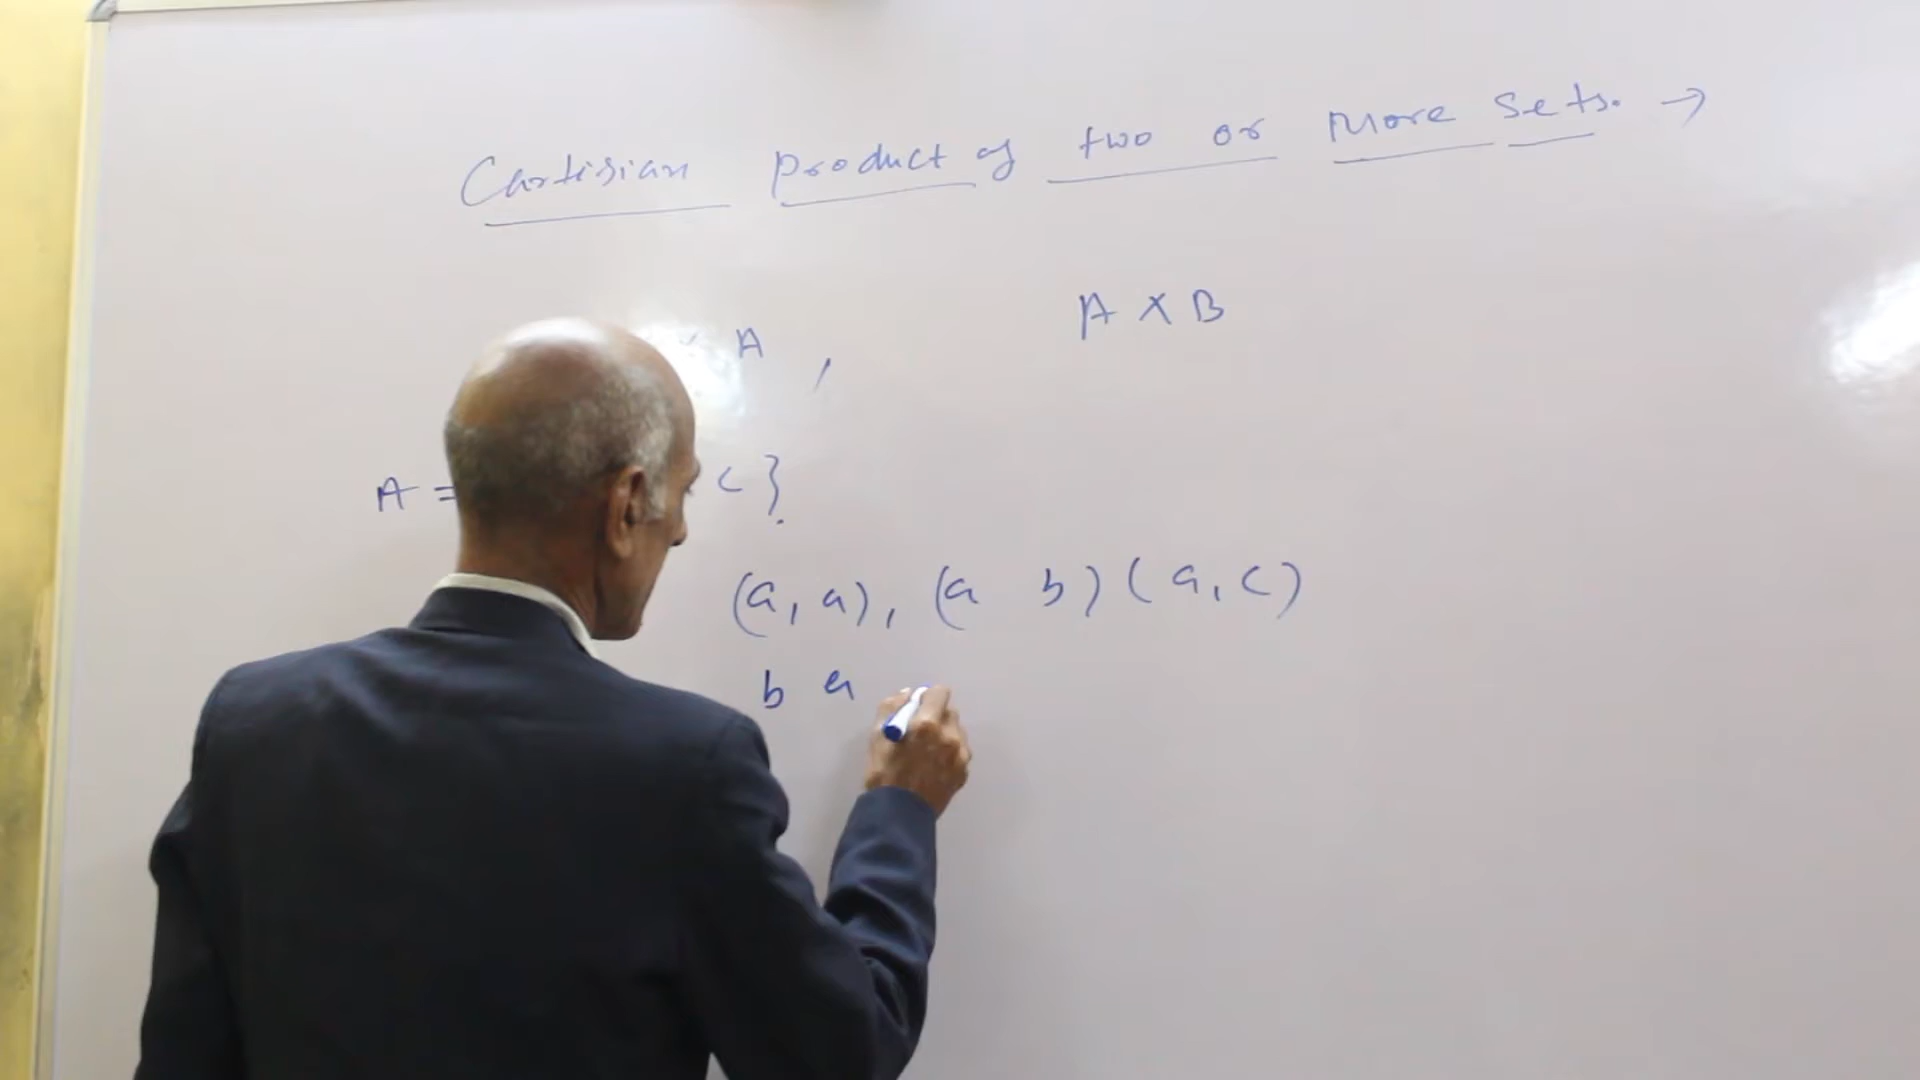 Cartisian product of two or More Sets. →
A , A X B
A = c}
(a, a), (a b) (a, c)
b a